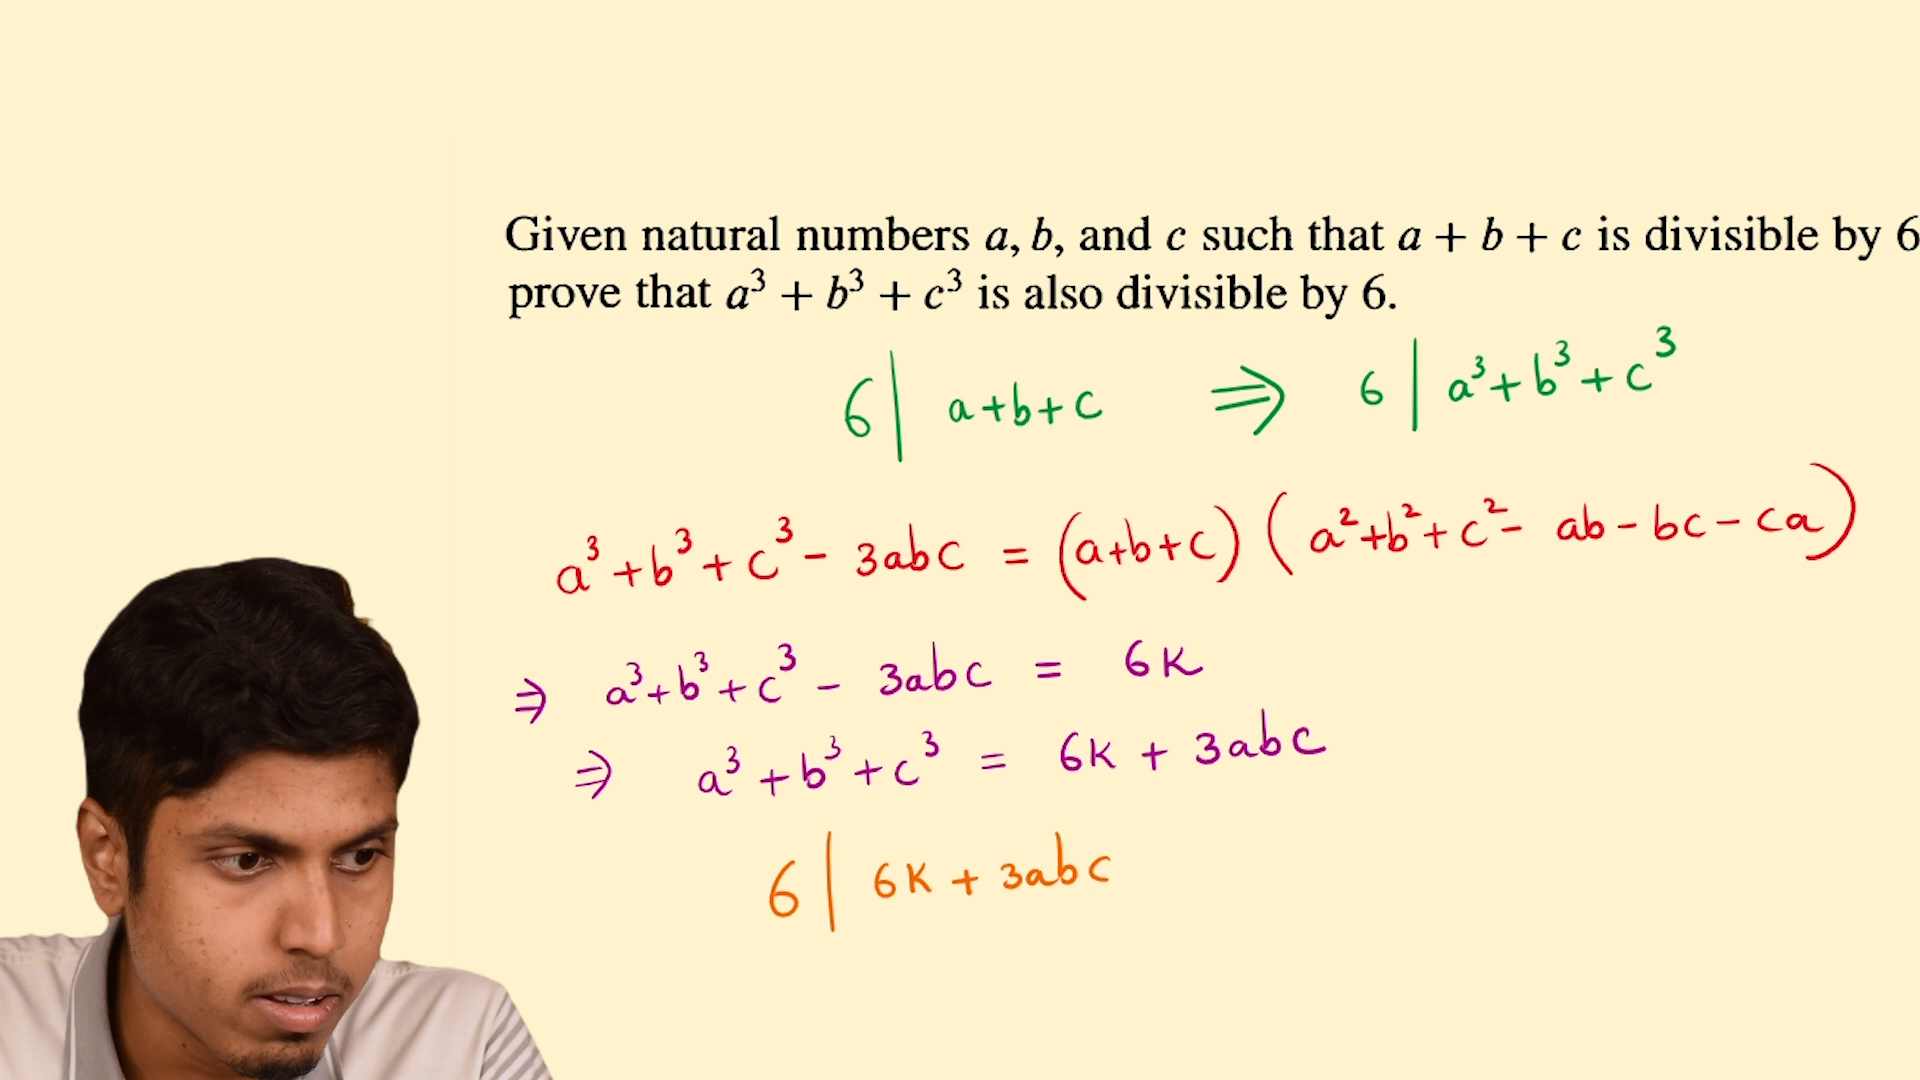 Given natural numbers a, b, and c such that a + b + c is divisible by 6
prove that a³ + b³ + c³ is also divisible by 6.
6 | a+b+c ⇒ 6 | a³+b³+c³
a³+b³+c³- 3abc = (a+b+c) (a²+b²+c²- ab-bc-ca)
⇒ a³+b³+c³ - 3abc = 6k
⇒ a³+b³+c³ = 6k + 3abc
6 | 6k + 3abc